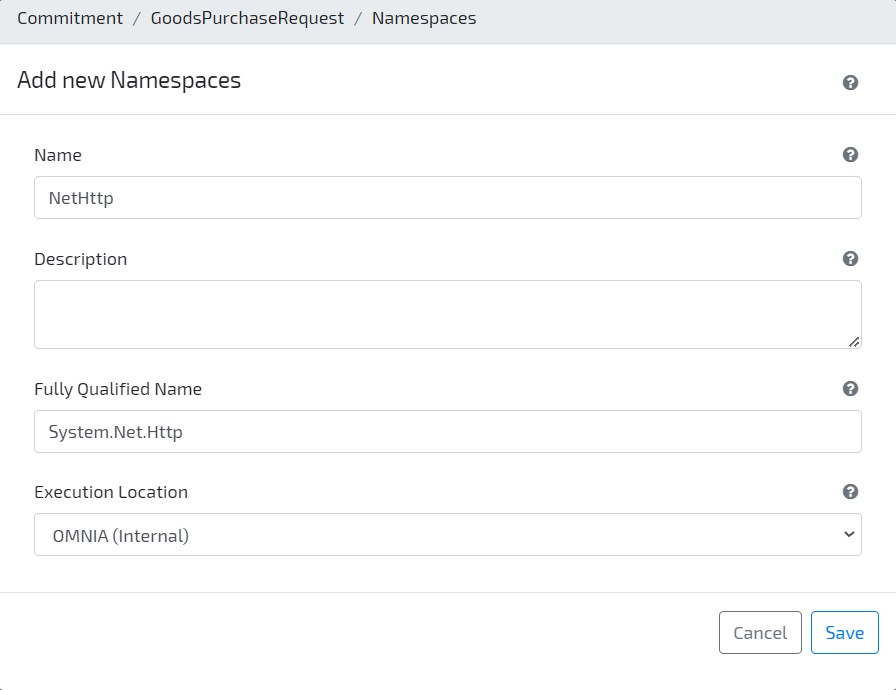 Commitment / GoodsPurchaseRequest / Namespaces
Add new Namespaces
Name
NetHttp
Description
Fully Qualified Name
System.Net.Http
Execution Location
OMNIA (Internal)
Cancel Save